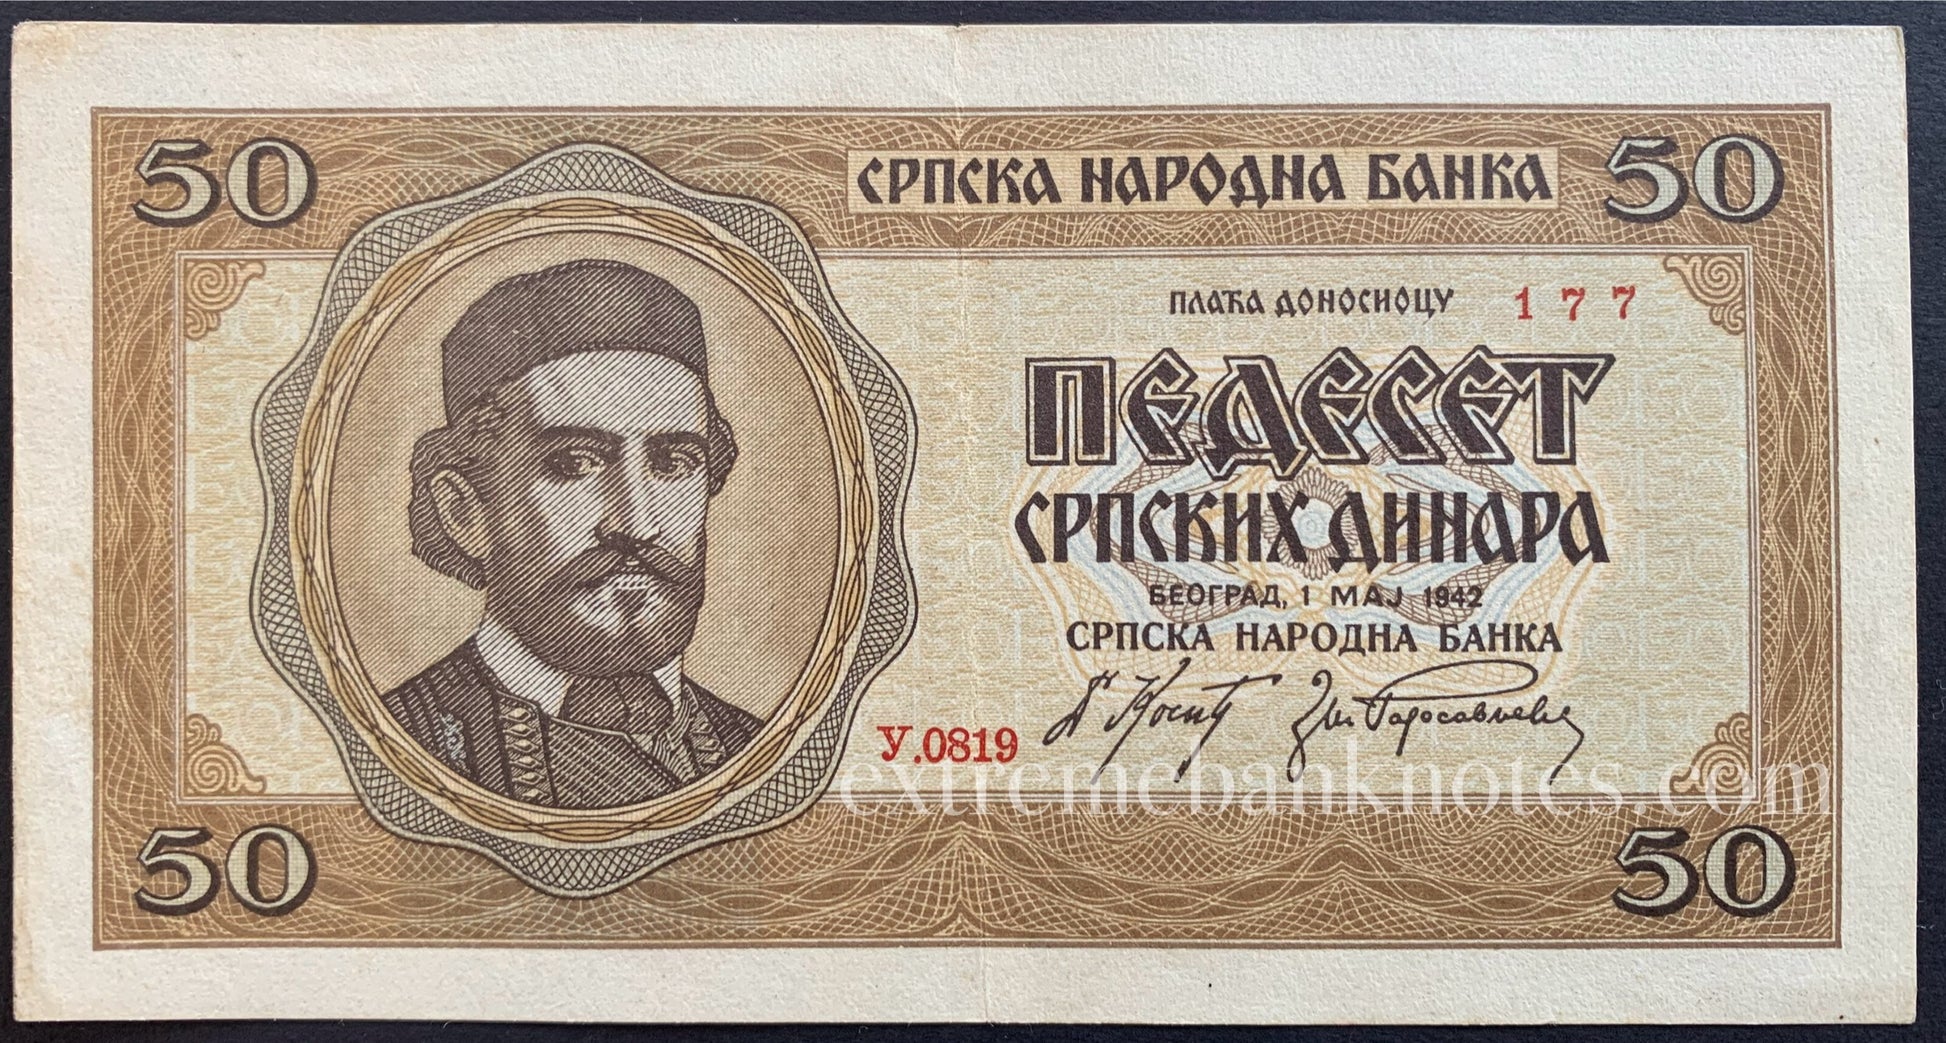 50 СРПСКА НАРОДНА БАНКА 50
ПЛАЋА ДОНОСИОЦУ 177
ПЕДЕСЕТ
СРПСКИХ ДИНАРА
БЕОГРАД, 1 МАЈ 1942
СРПСКА НАРОДНА БАНКА
У.0819
extremebanknotes.com
50 50